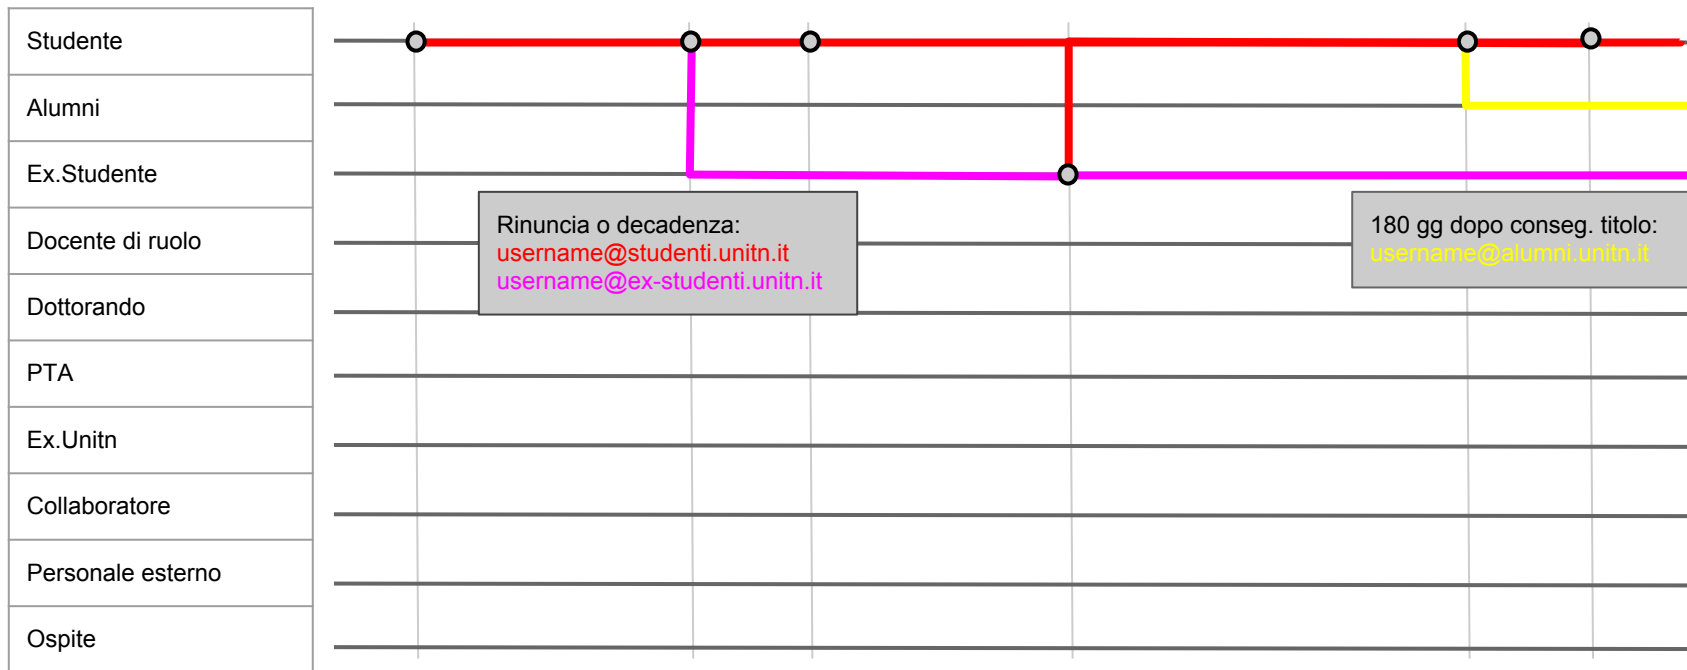 Studente
Alumni
Ex.Studente
Docente di ruolo
Dottorando
PTA
Ex.Unitn
Collaboratore
Personale esterno
Ospite
Rinuncia o decadenza:
username@studenti.unitn.it
username@ex-studenti.unitn.it
180 gg dopo conseg. titolo:
username@alumni.unitn.it